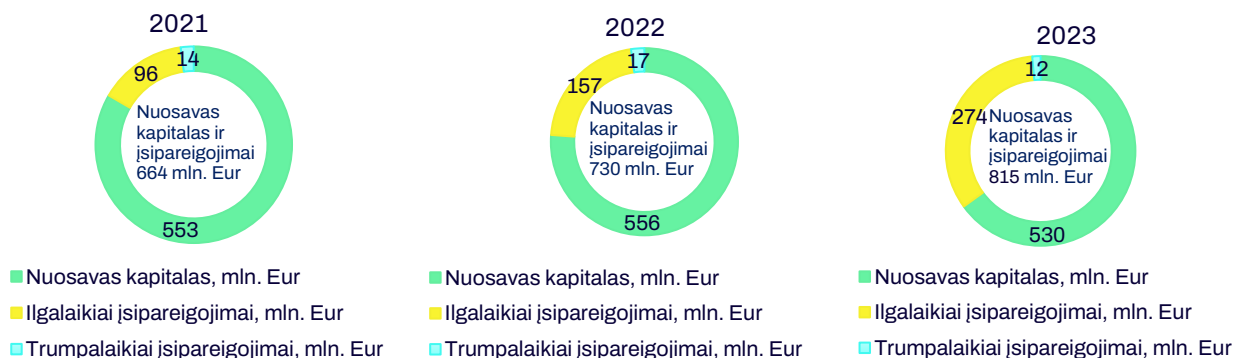 2021
14
96
Nuosavas
kapitalas ir
įsipareigojimai
664 mln. Eur
553
Nuosavas kapitalas, mln. Eur
Ilgalaikiai įsipareigojimai, mln. Eur
Trumpalaikiai įsipareigojimai, mln. Eur
2022
17
157
Nuosavas
kapitalas ir
įsipareigojimai
730 mln. Eur
556
Nuosavas kapitalas, mln. Eur
Ilgalaikiai įsipareigojimai, mln. Eur
Trumpalaikiai įsipareigojimai, mln. Eur
2023
12
274
Nuosavas
kapitalas ir
įsipareigojimai
815 mln. Eur
530
Nuosavas kapitalas, mln. Eur
Ilgalaikiai įsipareigojimai, mln. Eur
Trumpalaikiai įsipareigojimai, mln. Eur